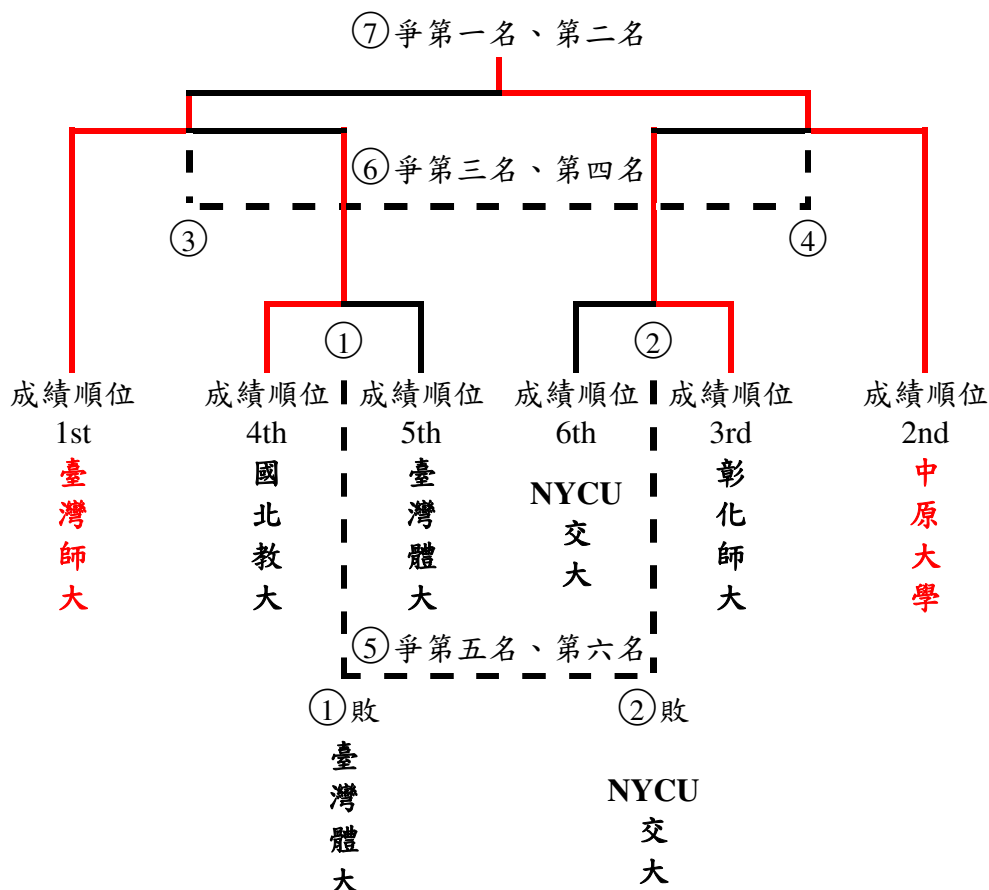 ⑦爭第一名、第二名
⑥爭第三名、第四名
③
④
①
②
成績順位
1st
臺灣師大
成績順位
4th
國北教大
成績順位
5th
臺灣體大
成績順位
6th
NYCU
交大
成績順位
3rd
彰化師大
成績順位
2nd
中原大學
⑤爭第五名、第六名
①敗
臺灣體大
②敗
NYCU
交大